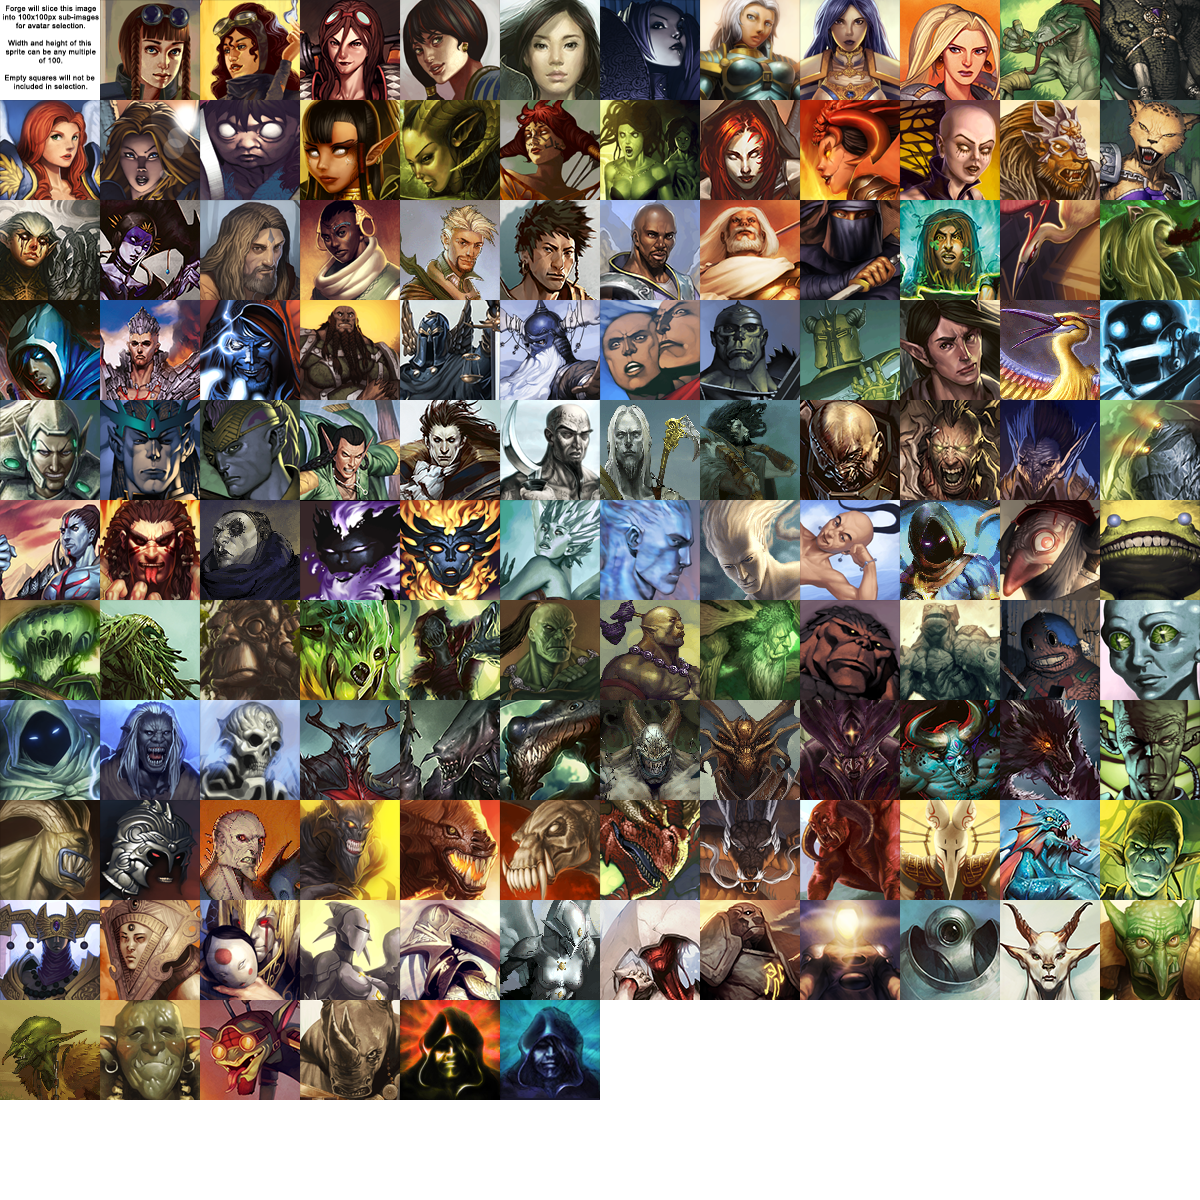 Forge will slice this image
into 100x100px sub-images
for avatar selection.
Width and height of this
sprite can be any multiple
of 100.
Empty squares will not be
included in selection.